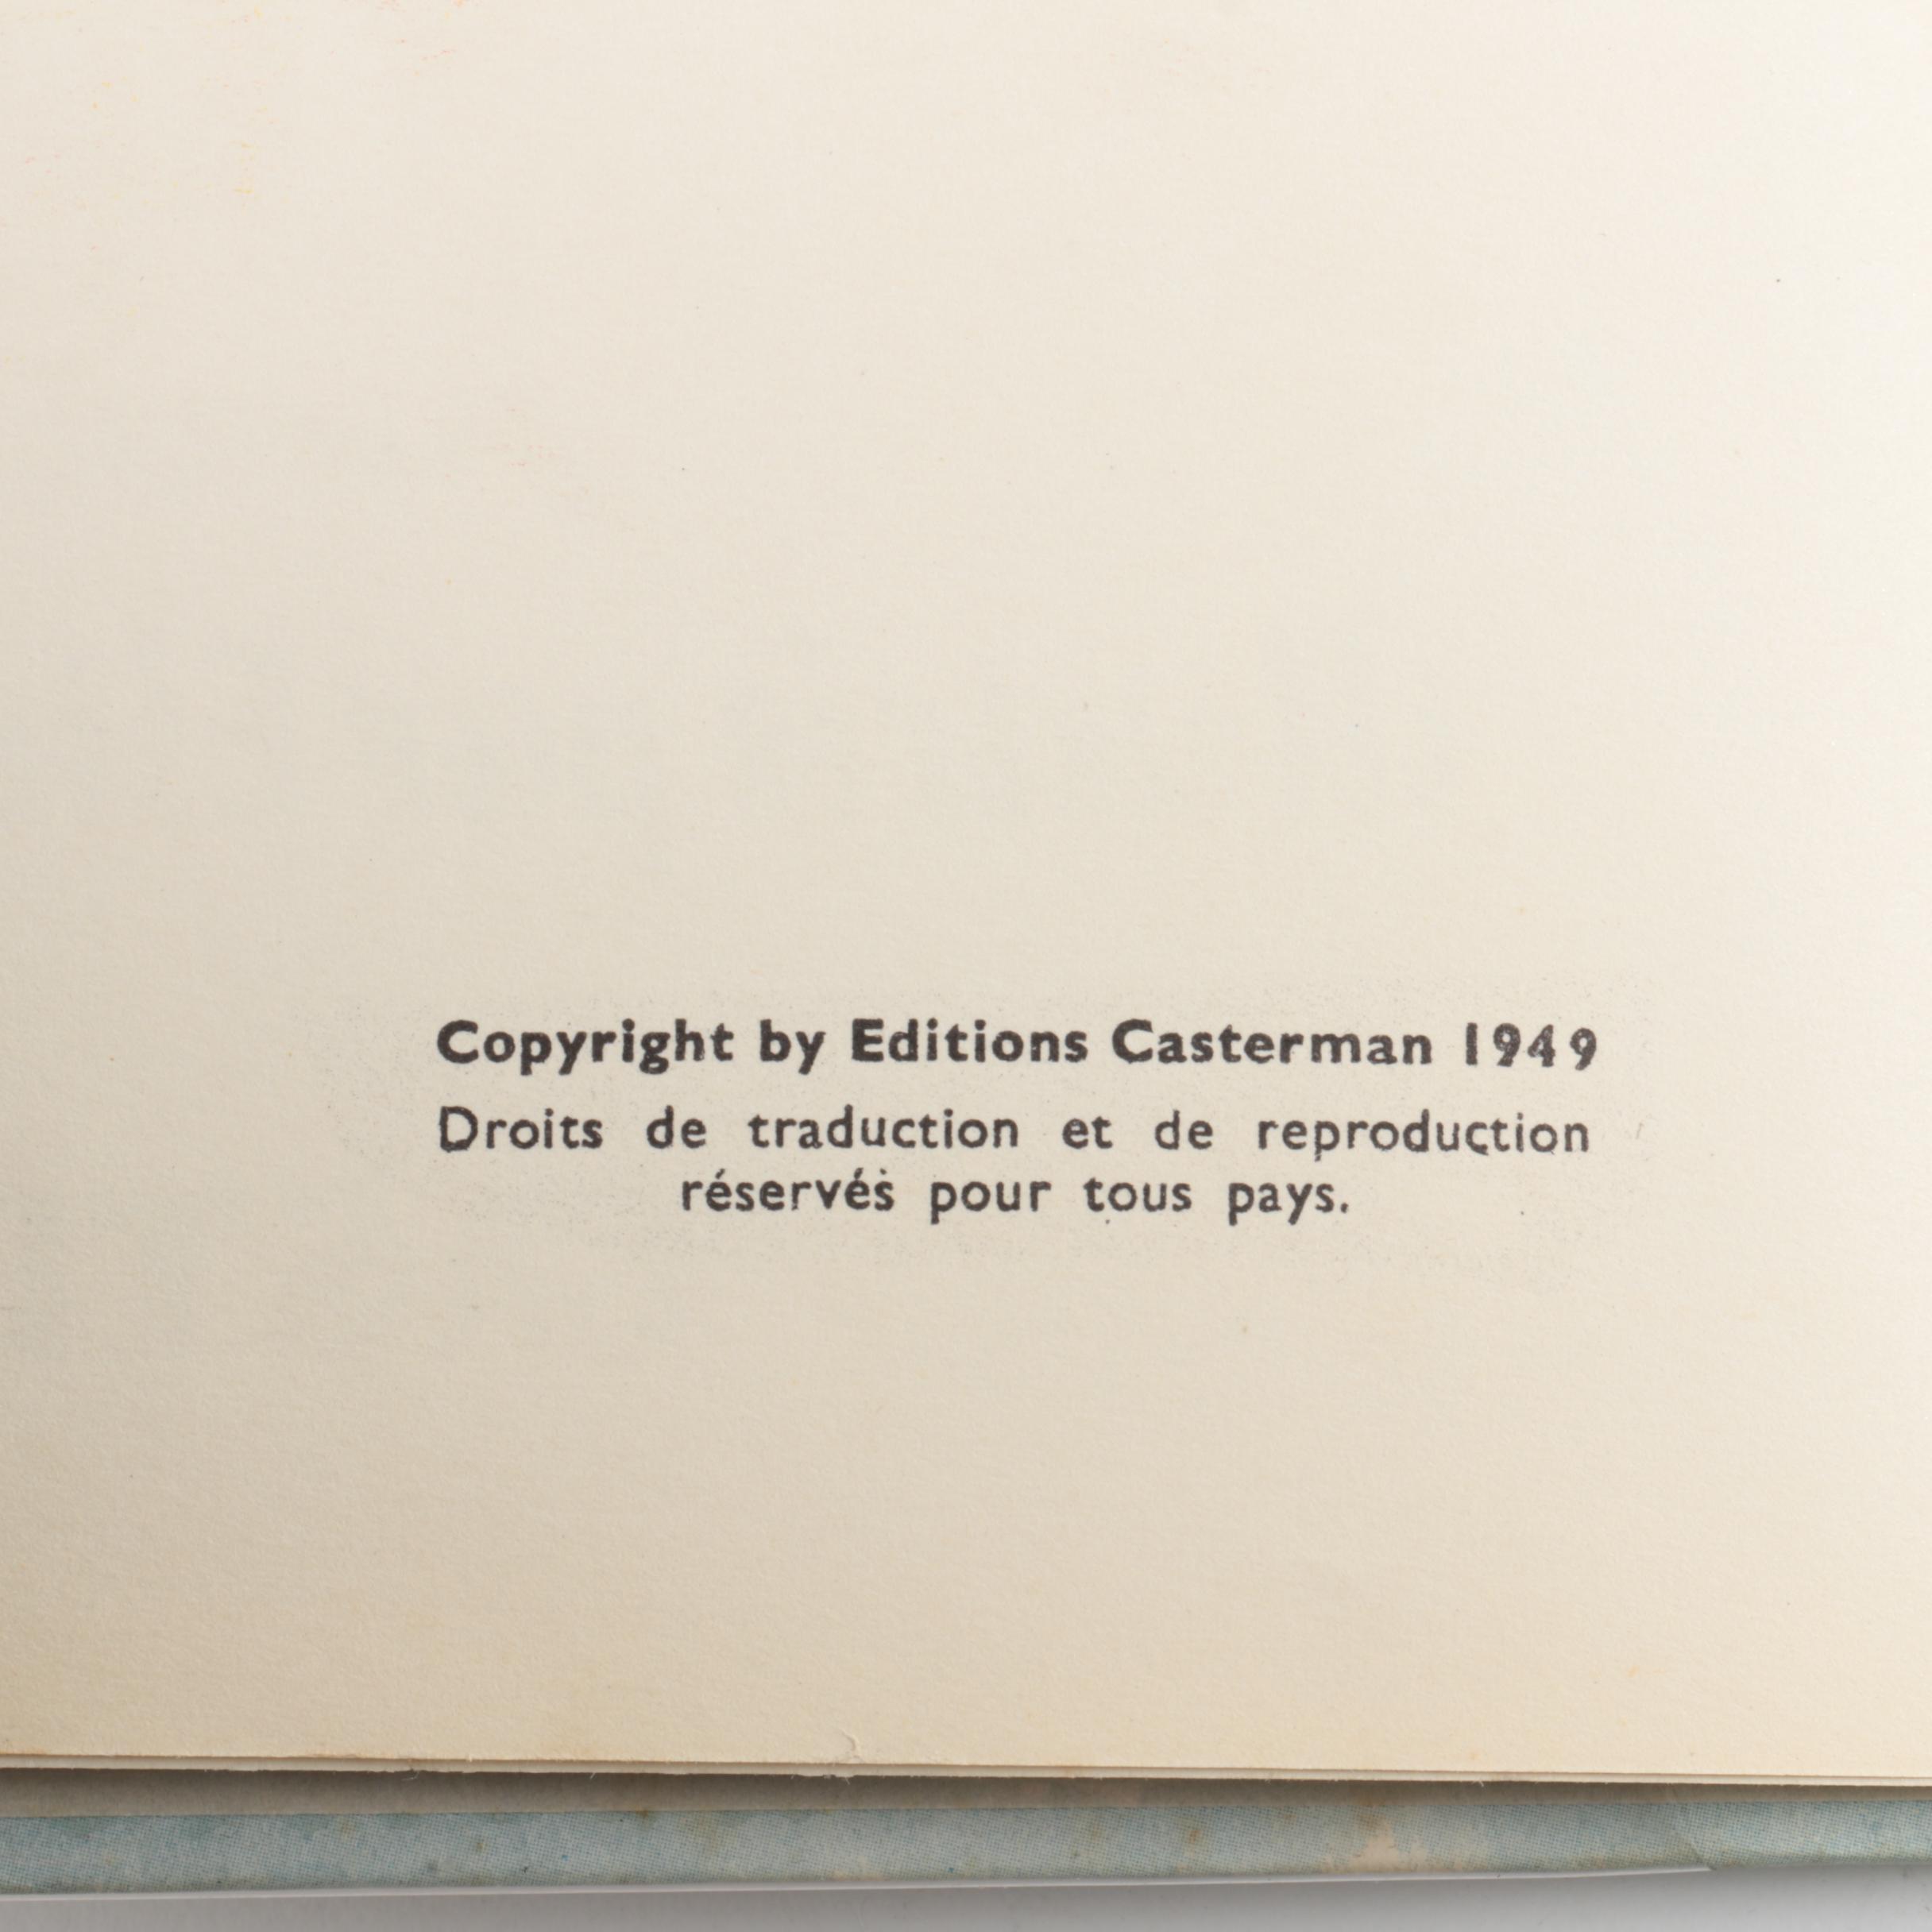 Copyright by Editions Casterman 1949
Droits de traduction et de reproduction
réservés pour tous pays.